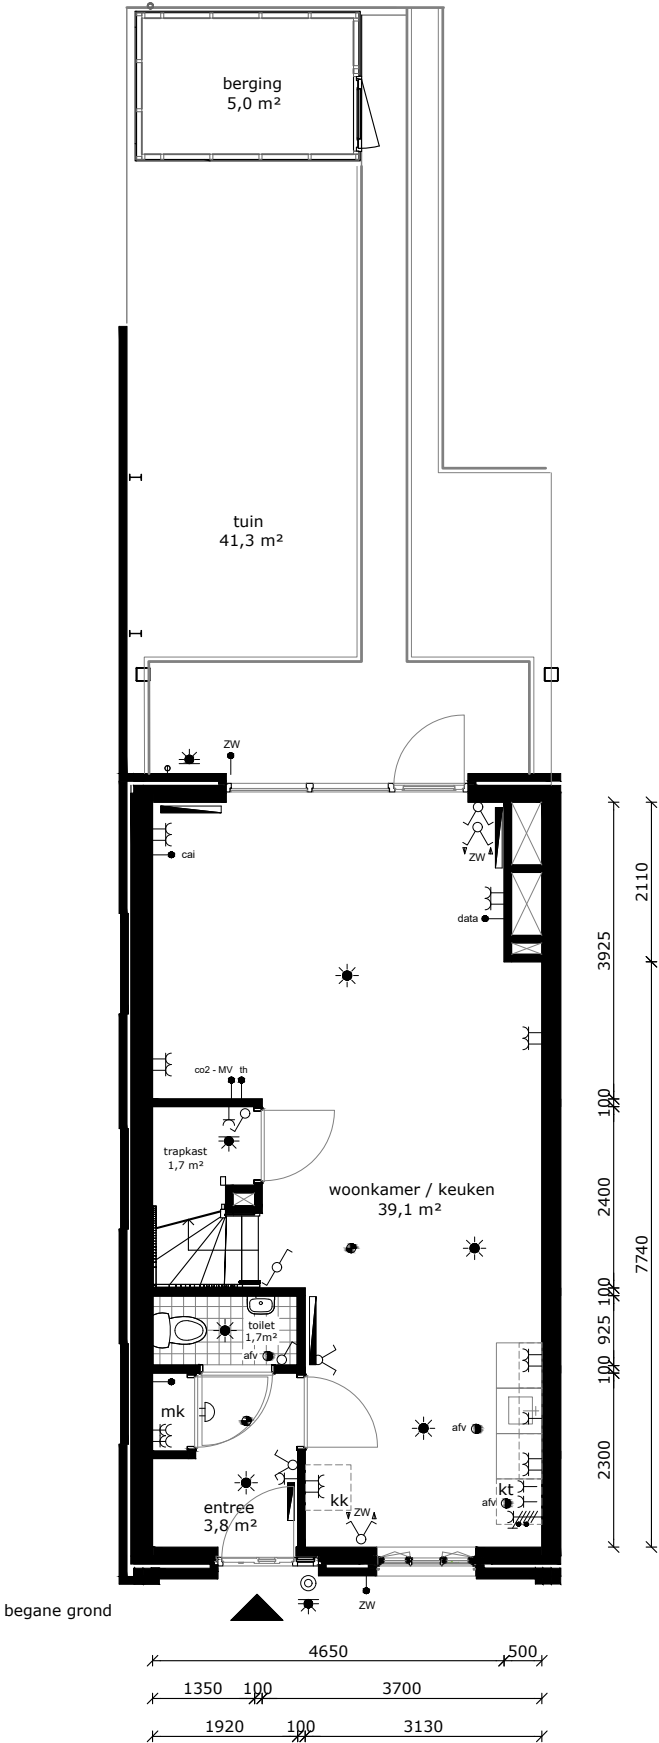 berging
5,0 m²
tuin
41,3 m²
ZW
cai
ZW
data
2110
3925
co2 - MV th
100
trapkast
1,7 m²
woonkamer / keuken
39,1 m²
2400
7740
100
toilet
1,7m²
925
afv
100
mk
afv
2300
kt
kk
afv
entree
3,8 m²
ZW
ZW
begane grond
4650
500
1350
100
3700
1920
100
3130